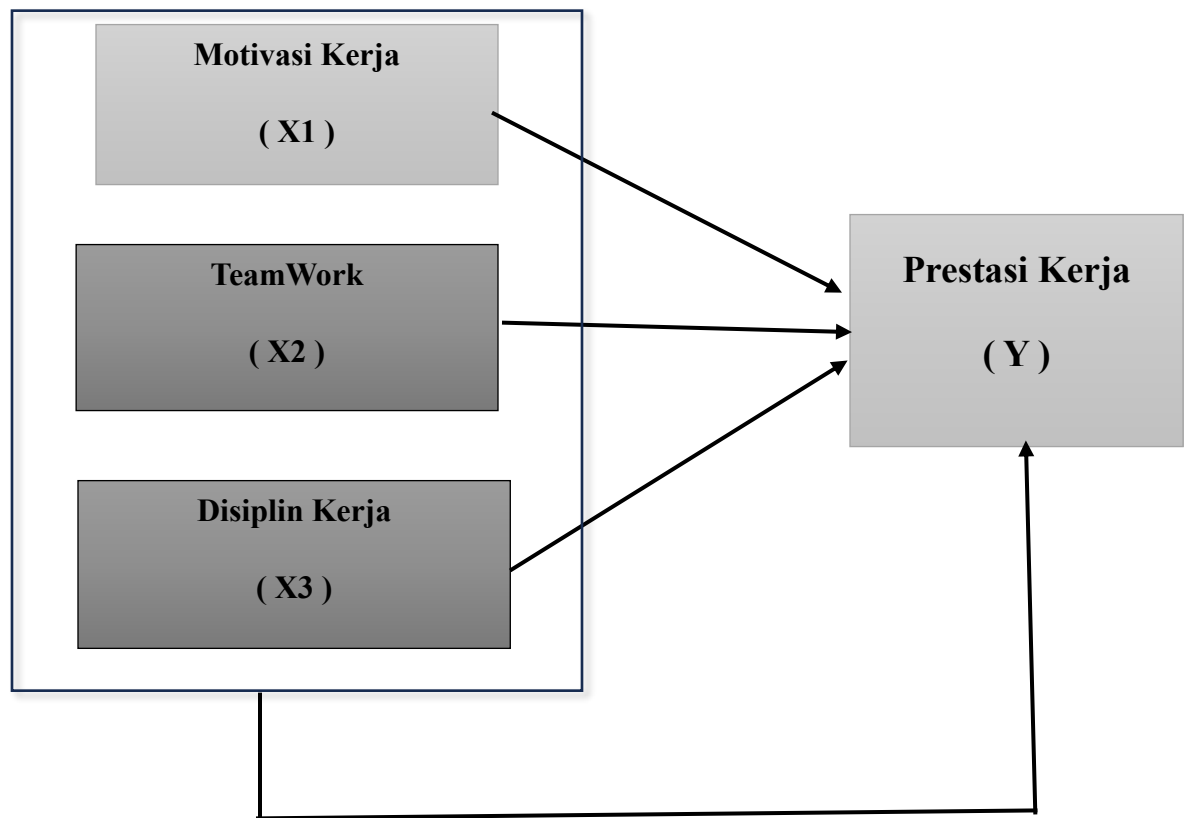 Motivasi Kerja
( X1 )
TeamWork
( X2 )
Disiplin Kerja
( X3 )
Prestasi Kerja
( Y )